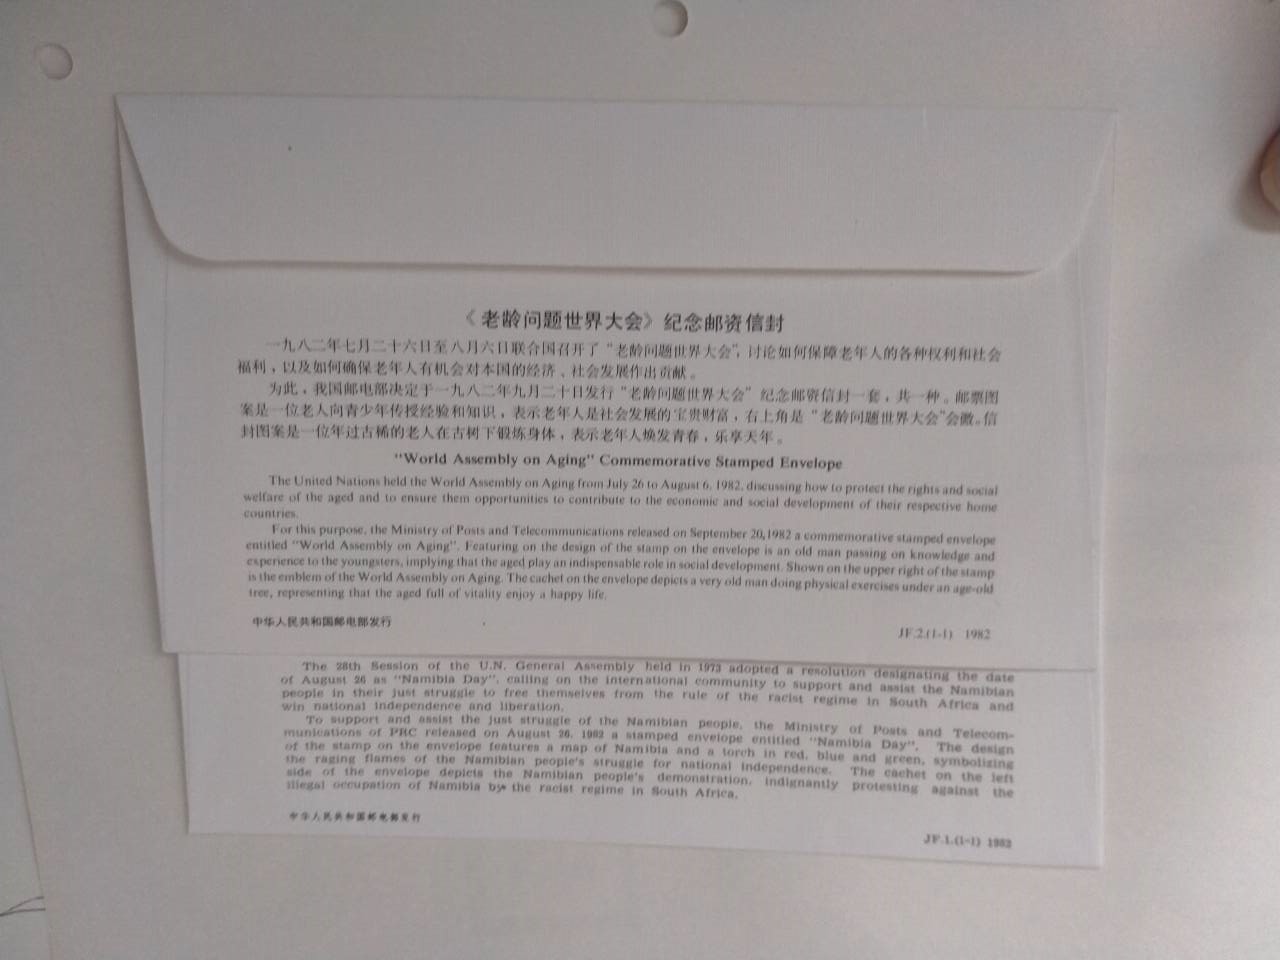 《老龄问题世界大会》纪念邮资信封
一九八二年七月二十六日至八月六日联合国召开了“老龄问题世界大会”，讨论如何保障老年人的各种权利和社会
福利，以及如何确保老年人有机会对本国的经济、社会发展作出贡献。
为此，我国邮电部决定于一九八二年九月二十日发行“老龄问题世界大会”纪念邮资信封一套，共一种。邮票图
案是一位老人向青少年传授经验和知识，表示老年人是社会发展的宝贵财富，右上角是“老龄问题世界大会”会徽。信
封图案是一位年过古稀的老人在古树下锻炼身体，表示老年人焕发青春，乐享天年。
"World Assembly on Aging" Commemorative Stamped Envelope
The United Nations held the World Assembly on Aging from July 26 to August 6, 1982, discussing how to protect the rights and social
welfare of the aged and to ensure them opportunities to contribute to the economic and social development of their respective home
countries.
For this purpose, the Ministry of Posts and Telecommunications released on September 20,1982 a commemorative stamped envelope
entitled "World Assembly on Aging". Featuring on the design of the stamp on the envelope is an old man passing on knowledge and
experience to the youngsters, implying that the aged play an indispensable role in social development. Shown on the upper right of the stamp
is the emblem of the World Assembly on Aging. The cachet on the envelope depicts a very old man doing physical exercises under an age-old
tree, representing that the aged full of vitality enjoy a happy life.
中华人民共和国邮电部发行
JF.2.(1-1) 1982
The 28th Session of the U.N. General Assembly held in 1973 adopted a resolution designating the date
of August 26 as "Namibia Day", calling on the international community to support and assist the Namibian
people in their just struggle to free themselves from the rule of the racist regime in South Africa and
win national independence and liberation.
To support and assist the just struggle of the Namibian people, the Ministry of Posts and Telecom-
munications of PRC released on August 26, 1982 a stamped envelope entitled "Namibia Day". The design
of the stamp on the envelope features a map of Namibia and a torch in red, blue and green, symbolizing
the raging flames of the Namibian people's struggle for national independence. The cachet on the left
side of the envelope depicts the Namibian people's demonstration, indignantly protesting against the
illegal occupation of Namibia by the racist regime in South Africa.
中华人民共和国邮电部发行
JF.1.(1-1) 1982